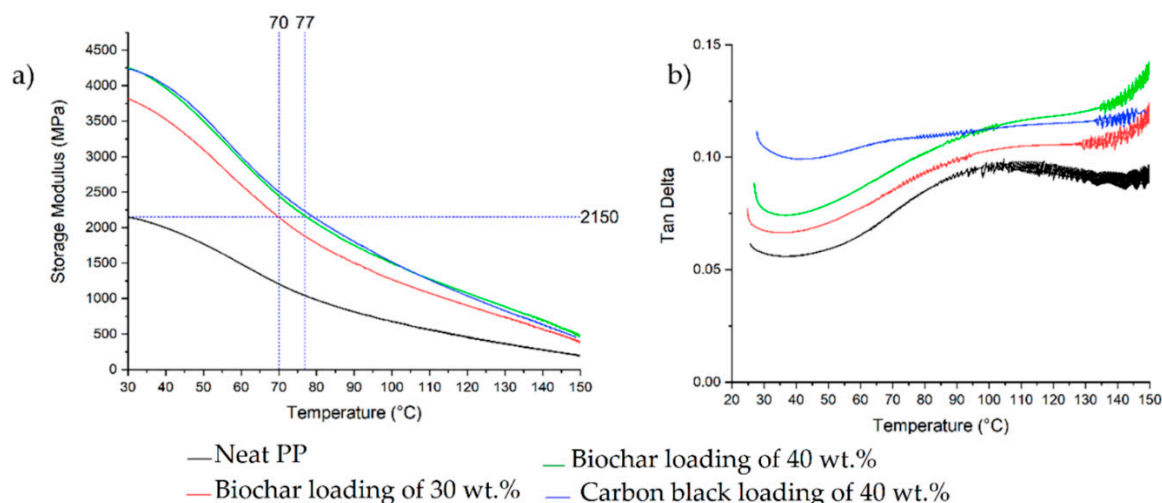 70 77
a)
4500
4000
3500
3000
2500
2000
1500
1000
500
0
Storage Modulus (MPa)
2150
30 40 50 60 70 80 90 100 110 120 130 140 150
Temperature (°C)
b)
0.15
0.10
0.05
0.00
Tan Delta
20 30 40 50 60 70 80 90 100 110 120 130 140 150
Temperature (°C)
Neat PP
Biochar loading of 40 wt.%
Biochar loading of 30 wt.%
Carbon black loading of 40 wt.%